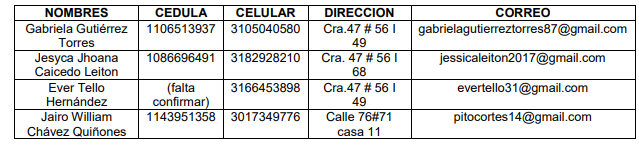 NOMBRES CEDULA CELULAR DIRECCION CORREO
Gabriela Gutiérrez 1106513937 3105040580 Cra.47 # 56 I gabrielagutierreztorres87@gmail.com
Torres 49
Jesyca Jhoana 1086696491 3182928210 Cra. 47 # 56 I jessicaleiton2017@gmail.com
Caicedo Leiton 68
Ever Tello (falta 3166453898 Cra.47 # 56 I evertello31@gmail.com
Hernández confirmar) 49
Jairo William 1143951358 3017349776 Calle 76#71 pitocortes14@gmail.com
Chávez Quiñones casa 11